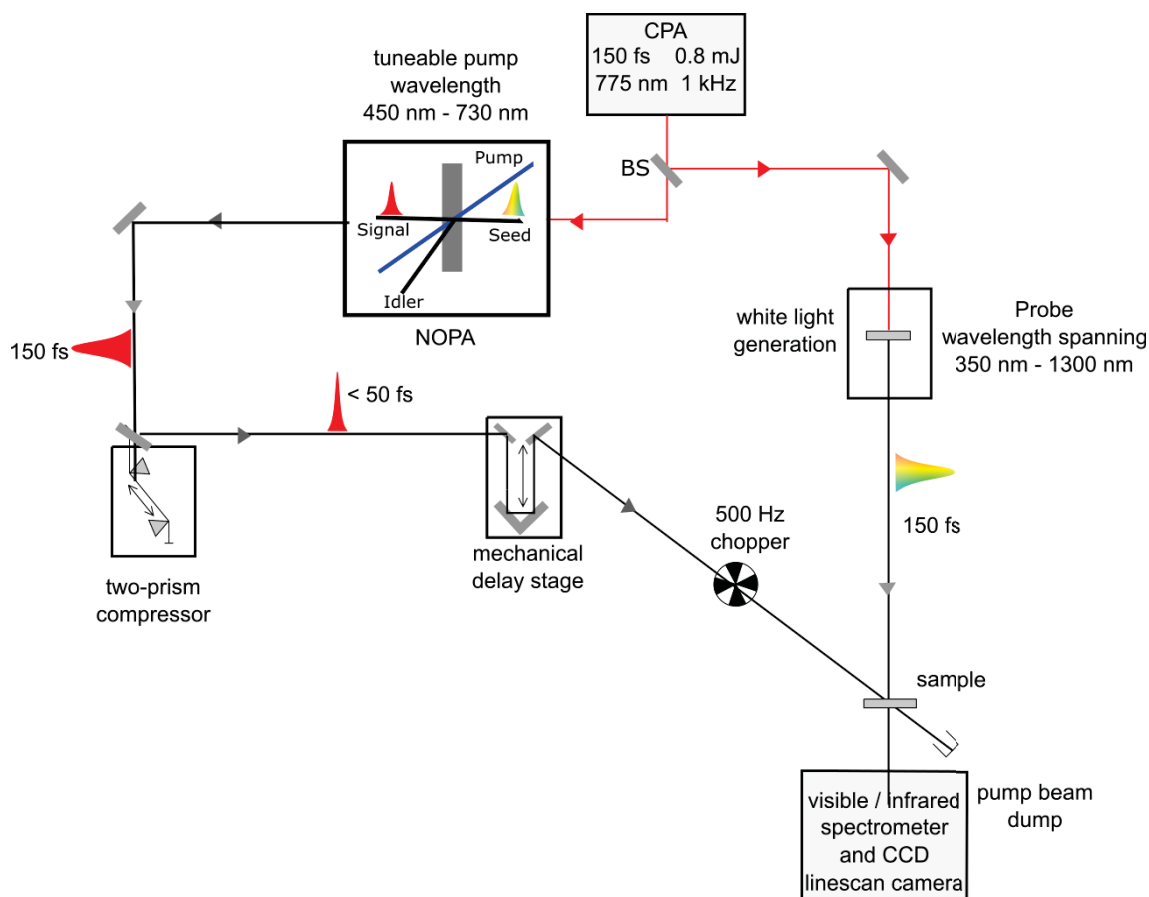 CPA
150 fs 0.8 mJ
775 nm 1 kHz
tuneable pump
wavelength
450 nm - 730 nm
Pump
Signal
Seed
Idler
NOPA
BS
white light
generation
Probe
wavelength spanning
350 nm - 1300 nm
150 fs
< 50 fs
150 fs
two-prism
compressor
mechanical
delay stage
500 Hz
chopper
sample
pump beam
dump
visible / infrared
spectrometer
and CCD
linescan camera